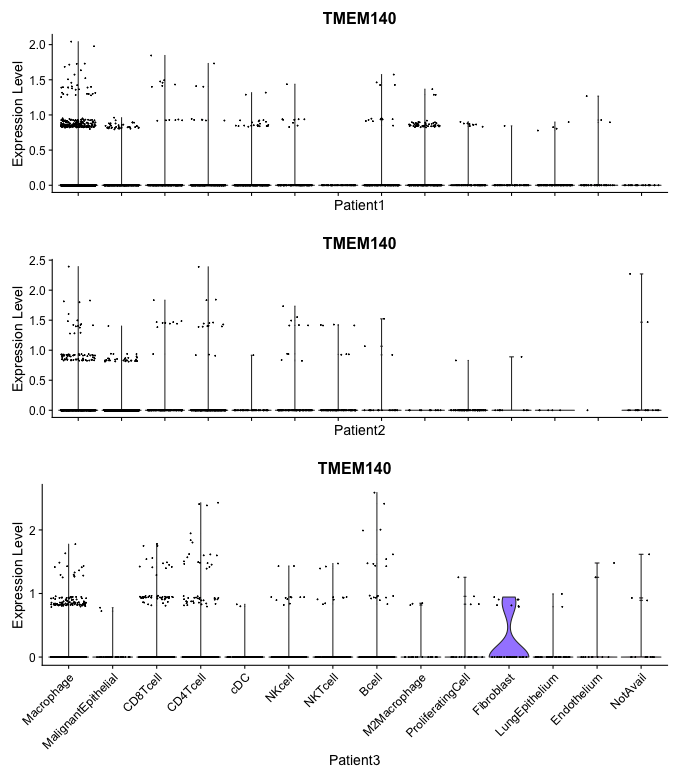 TMEM140
Expression Level
2.0
1.5
1.0
0.5
0.0
Patient1
TMEM140
Expression Level
2.5
2.0
1.5
1.0
0.5
0.0
Patient2
TMEM140
Expression Level
2
1
0
Macrophage
MalignantEpithelial
CD8Tcell
CD4Tcell
cDC
NKcell
NKTcell
Bcell
M2Macrophage
ProliferatingCell
Fibroblast
LungEpithelium
Endothelium
NotAvail
Patient3